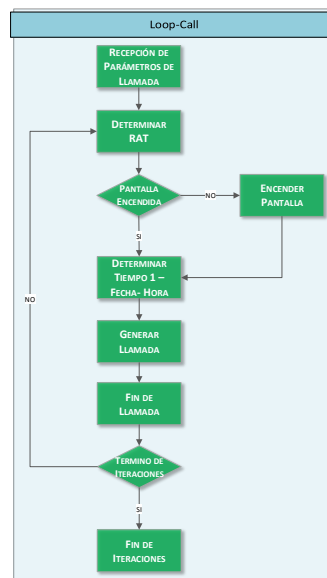 Loop-Call
RECEPCIÓN DE
PARÁMETROS DE
LLAMADA
DETERMINAR
RAT
PANTALLA
ENCENDIDA
NO
ENCENDER
PANTALLA
SI
DETERMINAR
TIEMPO 1 –
FECHA- HORA
NO
GENERAR
LLAMADA
FIN DE
LLAMADA
TERMINO DE
ITERACIONES
SI
FIN DE
ITERACIONES